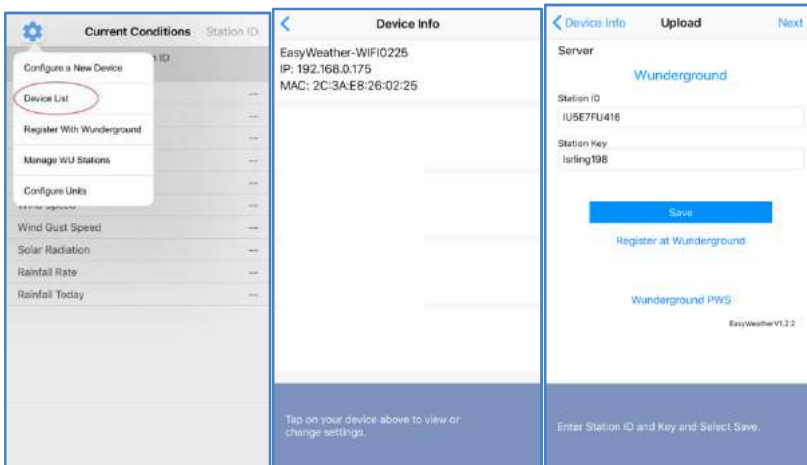 Current Conditions
Station ID
Configure a New Device
Device List
Register With Wunderground
Manage WU Stations
Configure Units
Wind Gust Speed
--
Solar Radiation
--
Rainfall Rate
--
Rainfall Today
--
Device Info
EasyWeather-WIFI0225
IP: 192.168.0.175
MAC: 2C:3A:E8:26:02:25
Tap on your device above to view or
change settings.
Device Info
Upload
Next
Server
Wunderground
Station ID
IU5E7FU416
Station Key
Isrling198
Save
Register at Wunderground
Wunderground PWS
EasyWeatherV1.2.2
Enter Station ID and Key and Select Save.